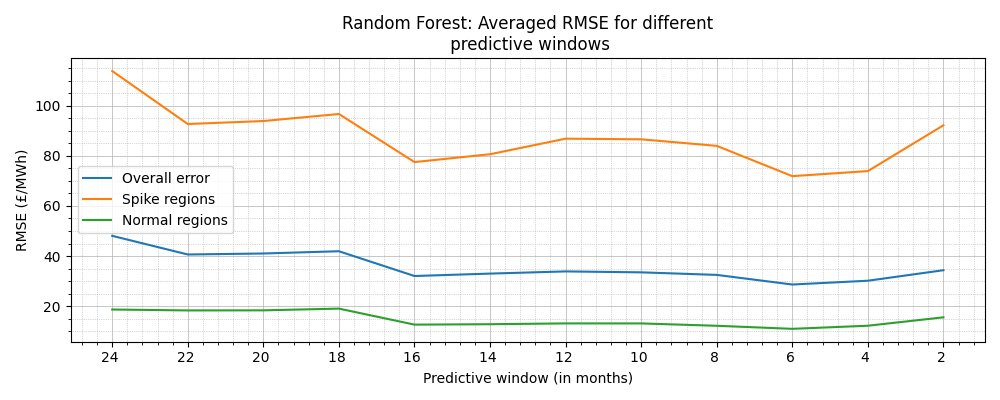 Random Forest: Averaged RMSE for different
predictive windows
RMSE (£/MWh)
100
80
60
40
20
Overall error
Spike regions
Normal regions
24 22 20 18 16 14 12 10 8 6 4 2
Predictive window (in months)